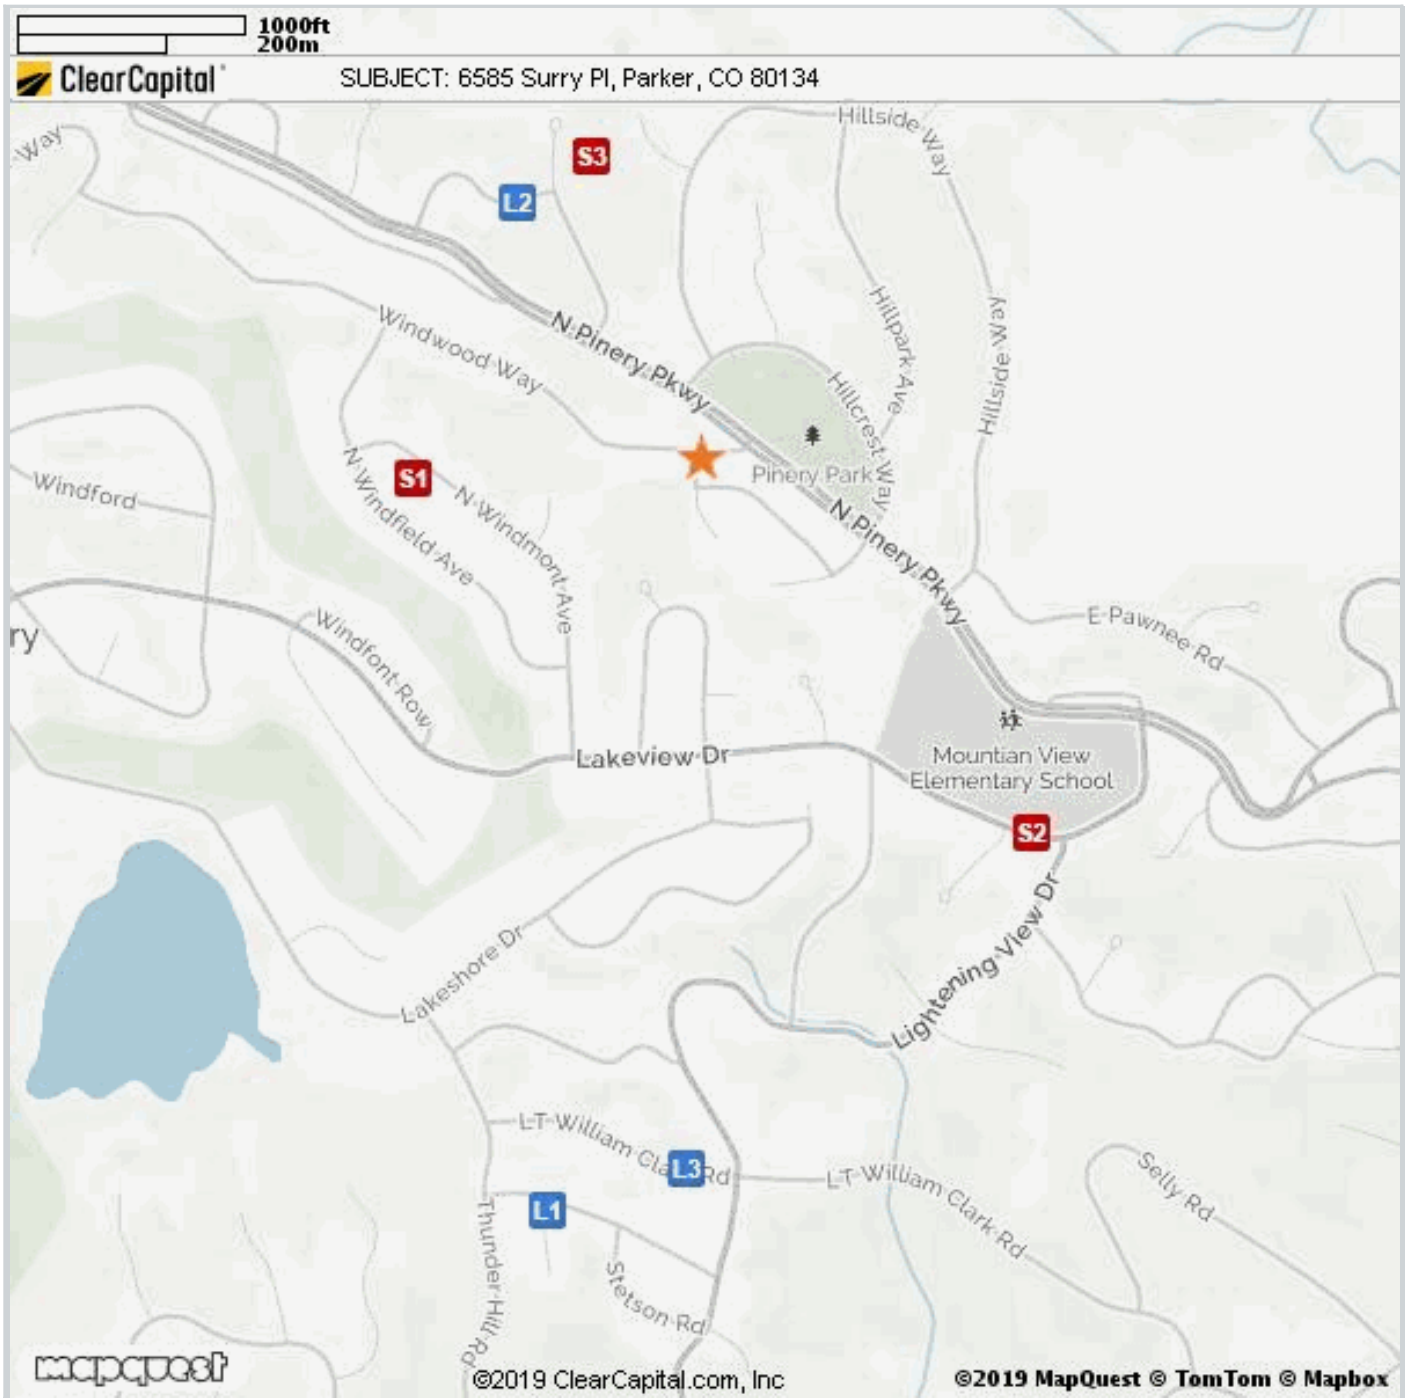 1000ft
200m
ClearCapital
SUBJECT: 6585 Surry Pl, Parker, CO 80134
Way
Hillside Way
S3
L2
Windwood Way
N Pinery Pkwy
Hillpark Ave
Hillside Way
Hillcrest Way
Pinery Park
Windford
S1
N Windfield Ave
N Windmont Ave
N Pinery Pkwy
E Pawnee Rd
ry
Windfont Row
Lakeview Dr
Mountian View
Elementary School
S2
Lightening View Dr
Lakeshore Dr
LT William Cla Rd
L3
LT William Clark Rd
Selly Rd
L1
Thunder Hill Rd
Stetson Rd
mapquest
©2019 ClearCapital.com, Inc
©2019 MapQuest © TomTom © Mapbox